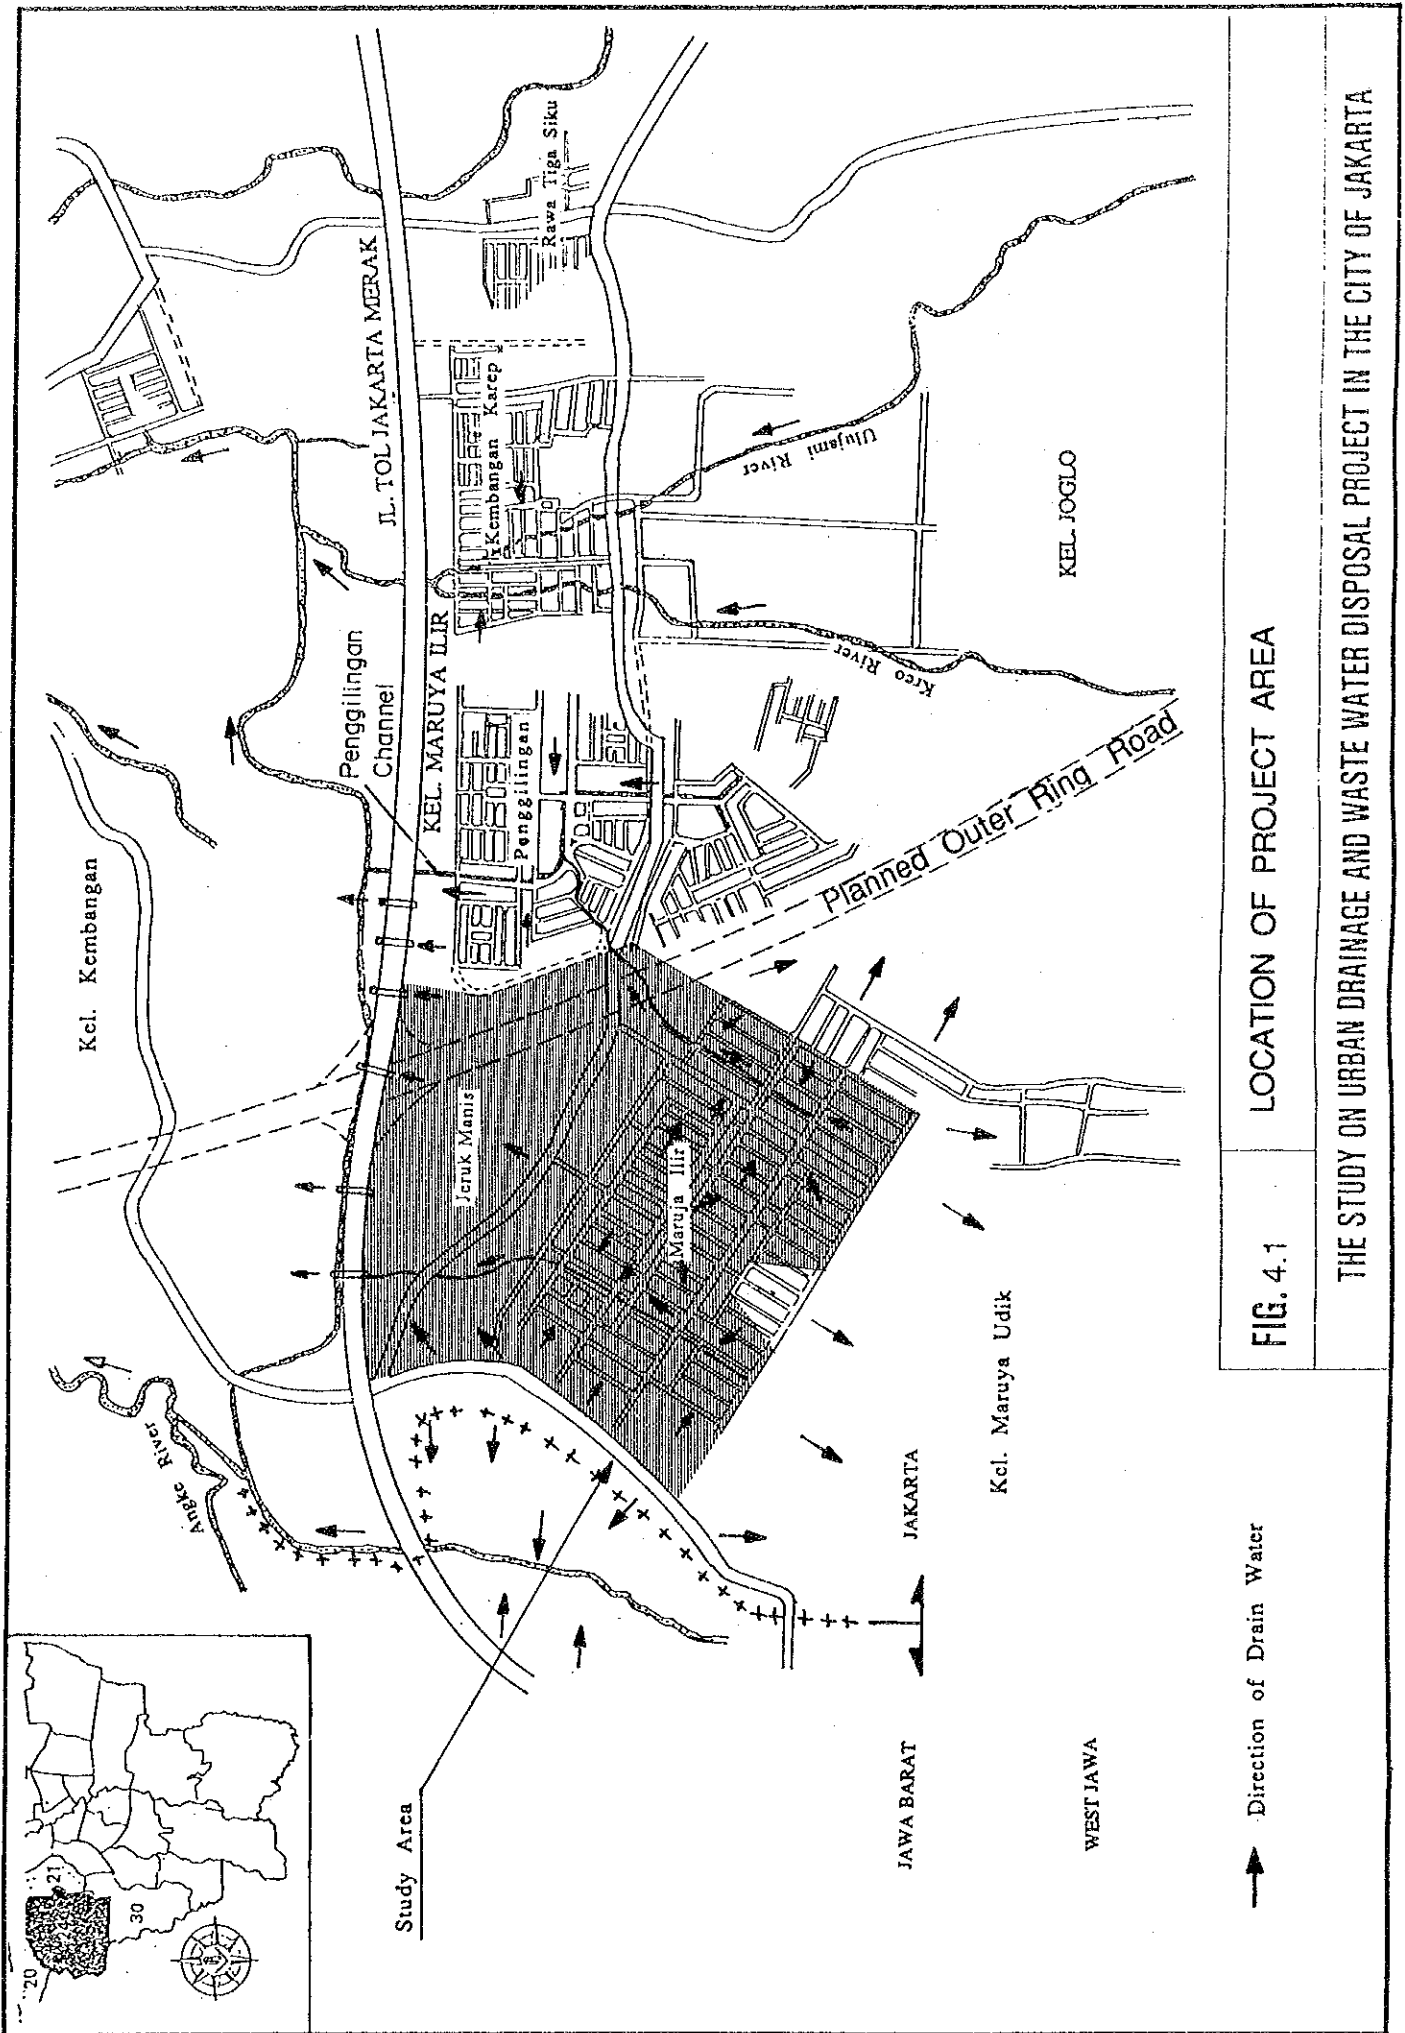 20
21
30
Study Area
Angke River
Kel. Kembangan
Penggilingan
Channel
JL. TOL JAKARTA MERAK
KEL. MARUYA ILIR
Jeruk Manis
Penggilingan
Kembangan Karep
Rawa Tiga Siku
Maruja Ilir
Planned Outer Ring Road
Kreo River
Ulujami River
KEL. JOGLO
JAWA BARAT
JAKARTA
Kel. Maruya Udik
WEST JAWA
Direction of Drain Water
FIG. 4.1
LOCATION OF PROJECT AREA
THE STUDY ON URBAN DRAINAGE AND WASTE WATER DISPOSAL PROJECT IN THE CITY OF JAKARTA